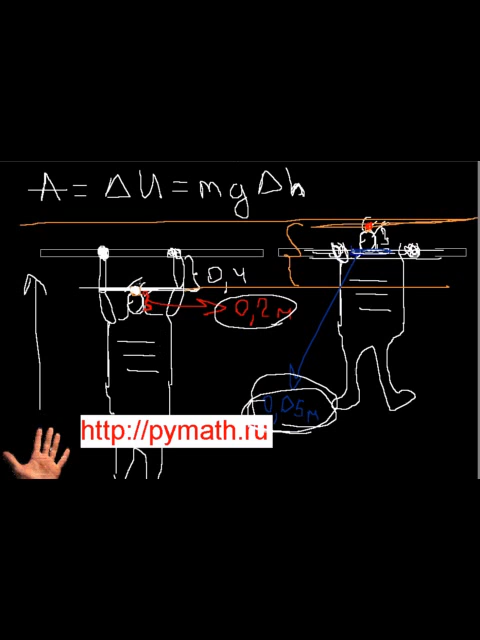 A = ΔU = mgΔh
0,4
0,2м
0,05м
http://pymath.ru